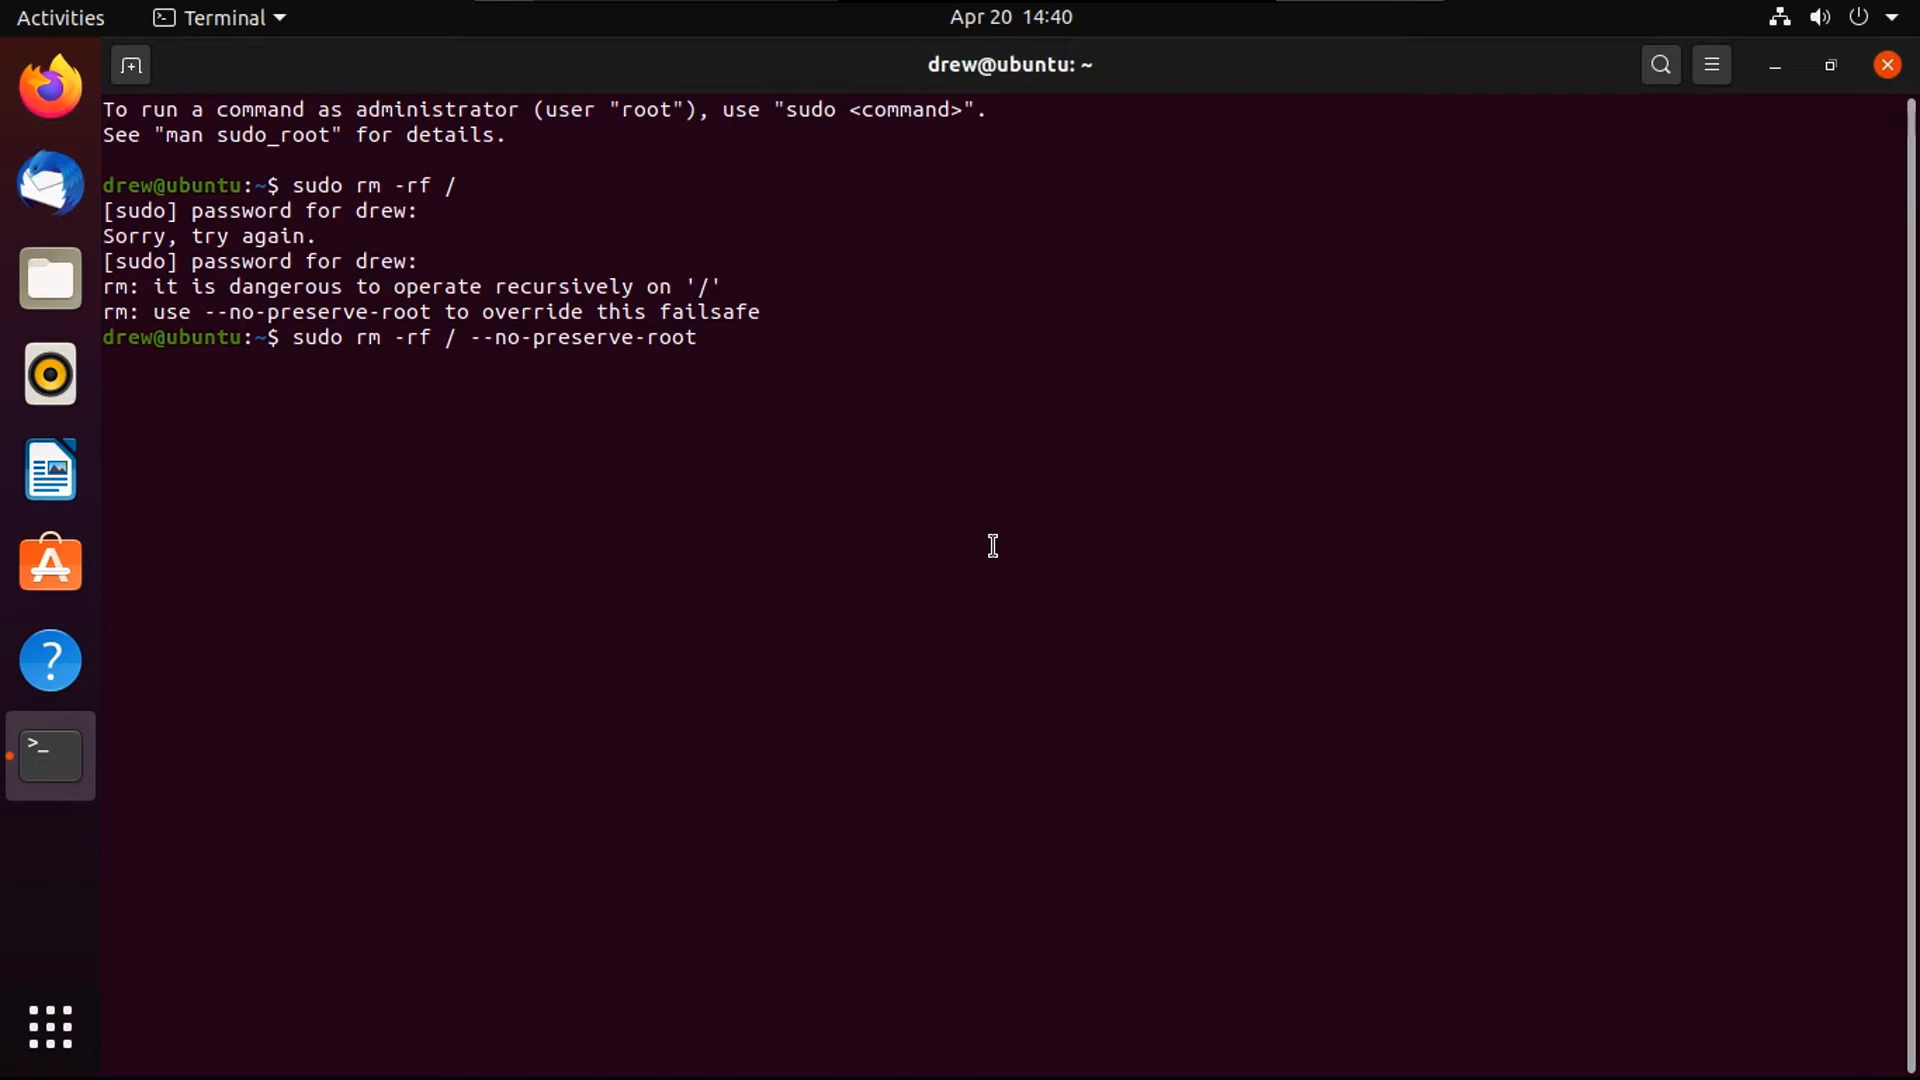 Activities
Terminal
Apr 20 14:40
drew@ubuntu: ~
To run a command as administrator (user "root"), use "sudo <command>".
See "man sudo_root" for details.
drew@ubuntu:~$ sudo rm -rf /
[sudo] password for drew:
Sorry, try again.
[sudo] password for drew:
rm: it is dangerous to operate recursively on '/'
rm: use --no-preserve-root to override this failsafe
drew@ubuntu:~$ sudo rm -rf / --no-preserve-root